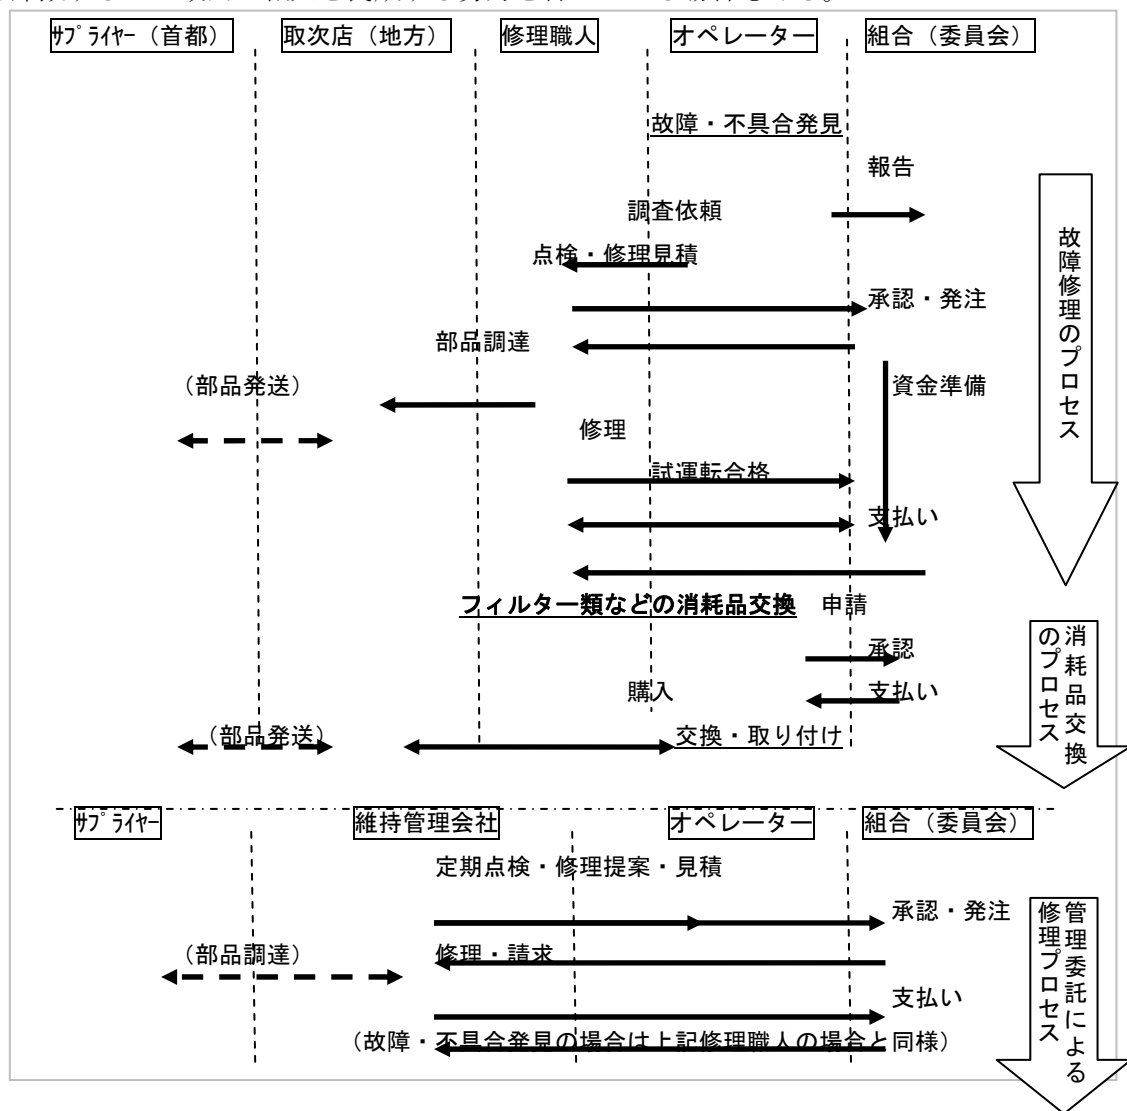 ｻﾌﾟﾗｲﾔｰ（首都） 取次店（地方） 修理職人 オペレーター 組合（委員会）
故障・不具合発見
報告
調査依頼
点検・修理見積
承認・発注
部品調達
（部品発送） 資金準備
修理
試運転合格
支払い
故障修理のプロセス
フィルター類などの消耗品交換 申請
承認
購入 支払い
（部品発送） 交換・取り付け
消耗品交換
のプロセス
ｻﾌﾟﾗｲﾔｰ 維持管理会社 オペレーター 組合（委員会）
定期点検・修理提案・見積
承認・発注
（部品調達） 修理・請求
支払い
（故障・不具合発見の場合は上記修理職人の場合と同様）
管理委託による
修理プロセス